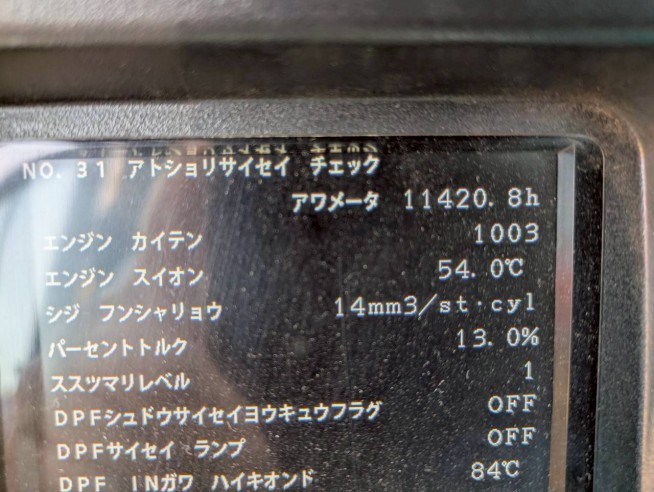 NO. 31 アトショリサイセイ チェック
アワメータ 11420.8h
エンジン カイテン 1003
エンジン スイオン 54.0℃
シジ フンシャリョウ 14mm3/st·cyl
パーセントトルク 13.0%
ススツマリレベル 1
DPFシュドウサイセイヨウキュウフラグ OFF
DPFサイセイ ランプ OFF
DPF INガワ ハイキオンド 84℃